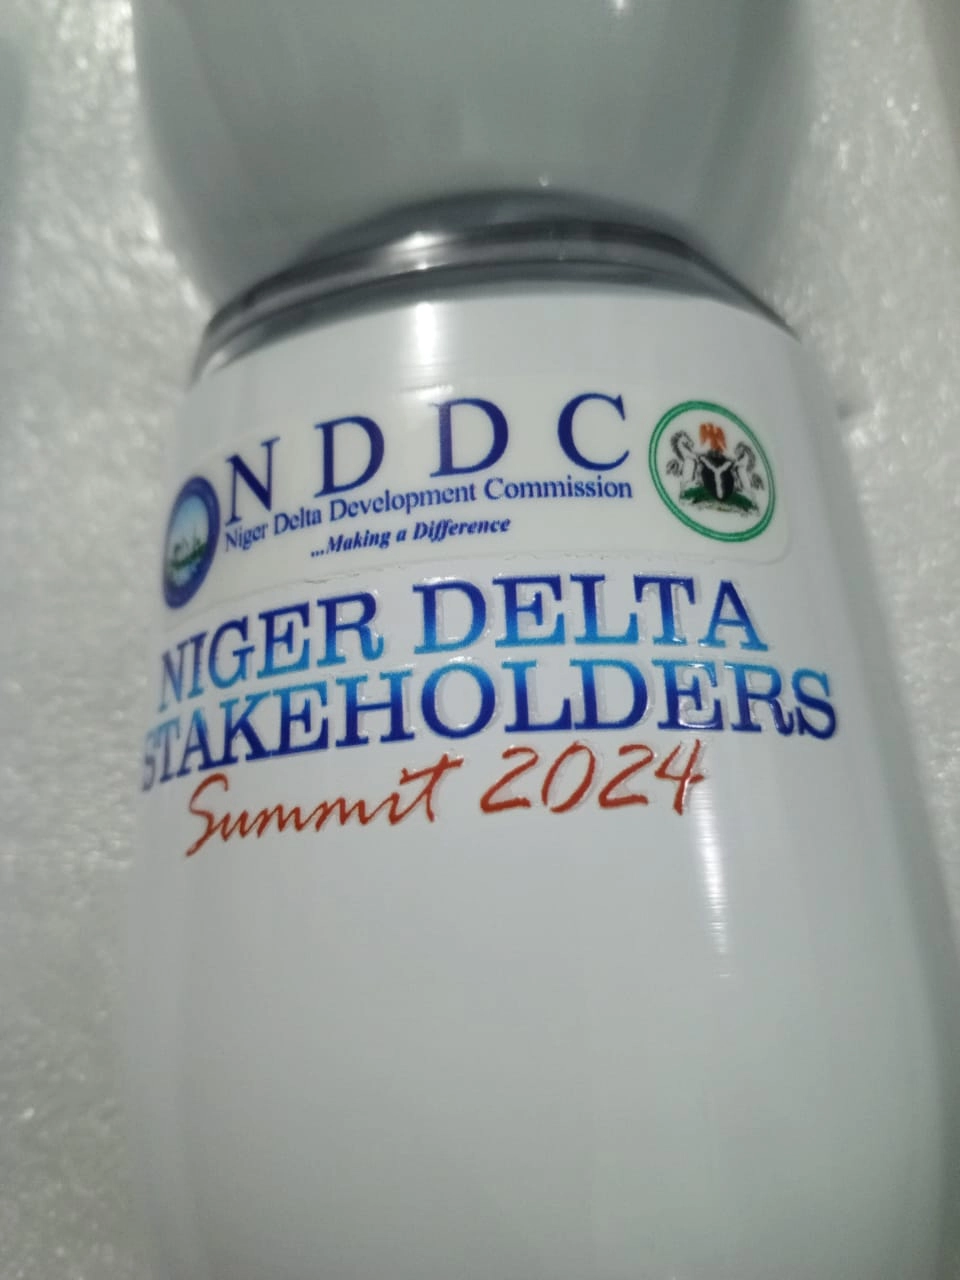 NDDC
Niger Delta Development Commission
...Making a Difference
NIGER DELTA
STAKEHOLDERS
Summit 2024